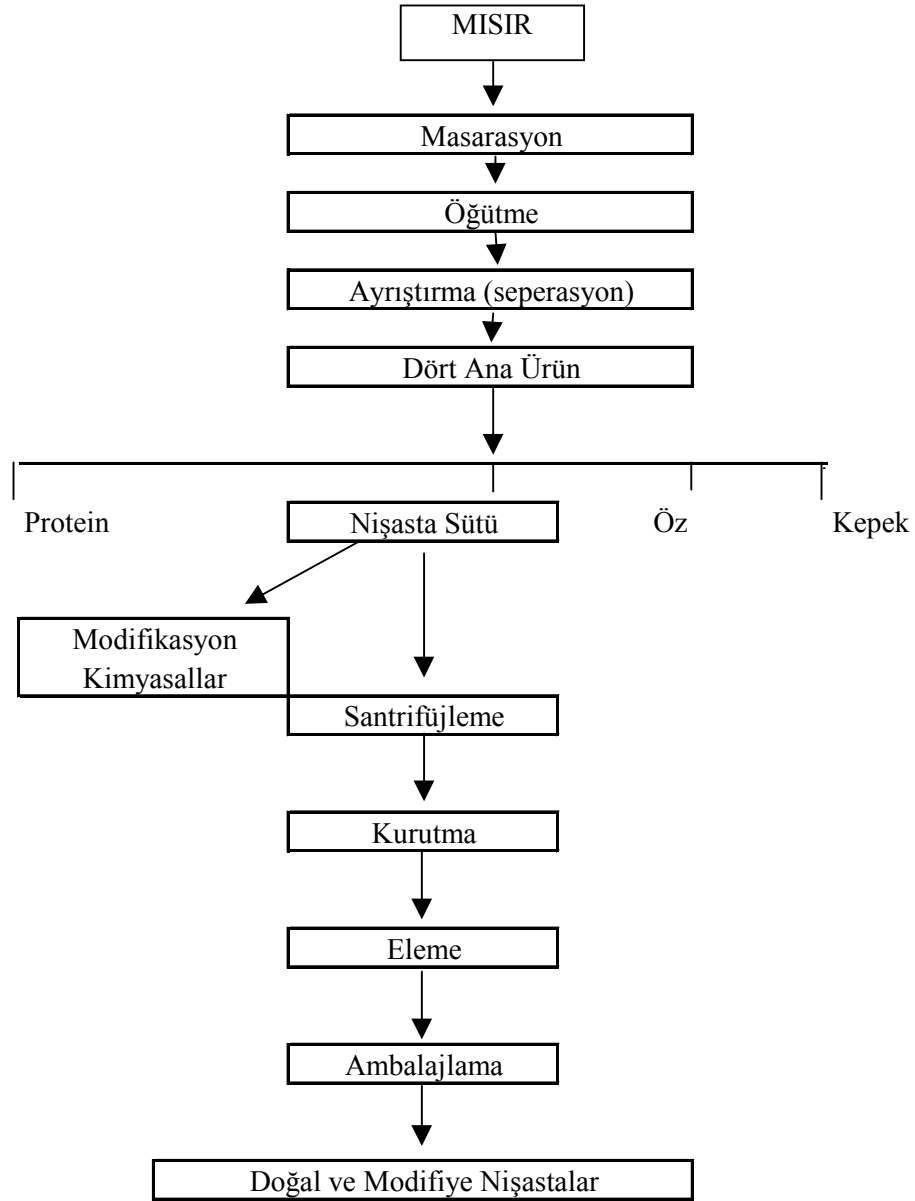 MISIR
Masarasyon
Öğütme
Ayrıştırma (seperasyon)
Dört Ana Ürün
Protein
Nişasta Sütü
Öz
Kepek
Modifikasyon
Kimyasallar
Santrifüjleme
Kurutma
Eleme
Ambalajlama
Doğal ve Modifiye Nişastalar